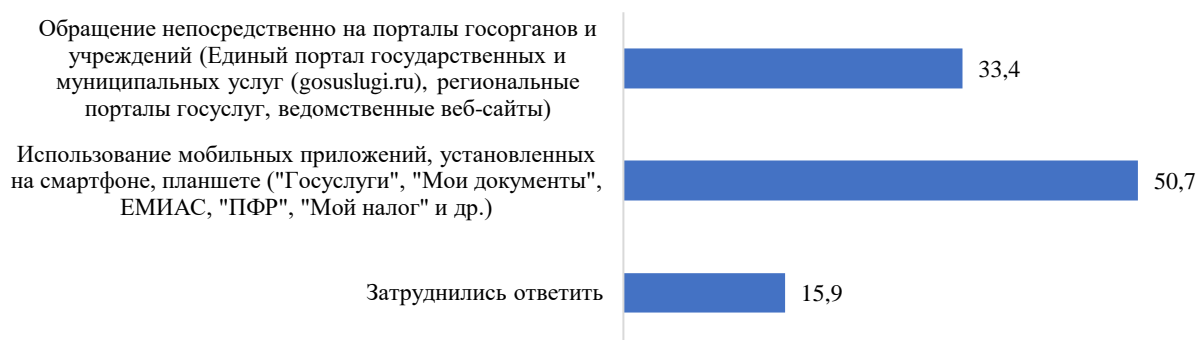 Обращение непосредственно на порталы госорганов и
учреждений (Единый портал государственных и
муниципальных услуг (gosuslugi.ru), региональные
порталы госуслуг, ведомственные веб-сайты)
33,4
Использование мобильных приложений, установленных
на смартфоне, планшете ("Госуслуги", "Мои документы",
ЕМИАС, "ПФР", "Мой налог" и др.)
50,7
Затруднились ответить
15,9